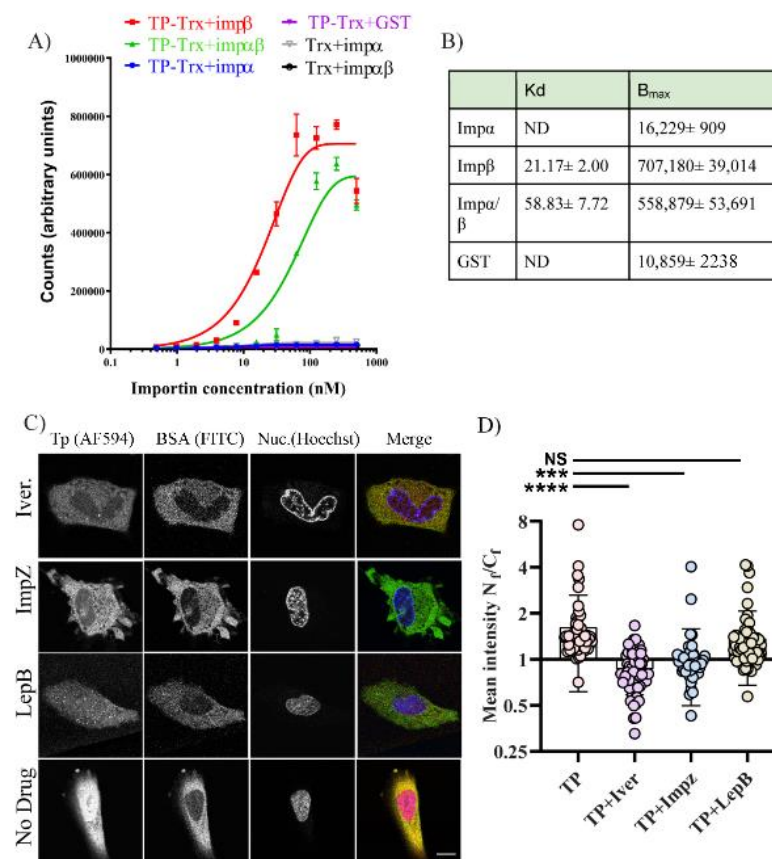 A)
TP-Trx+impβ
TP-Trx+impαβ
TP-Trx+impα
TP-Trx+GST
Trx+impα
Trx+impαβ
1000000
800000
600000
400000
200000
0
Counts (arbitrary unints)
0.1
1
10
100
1000
Importin concentration (nM)
B)
Kd Bmax
Impα ND 16,229± 909
Impβ 21.17± 2.00 707,180± 39,014
Impα/
β 58.83± 7.72 558,879± 53,691
GST ND 10,859± 2238
C)
Tp (AF594) BSA (FITC) Nuc.(Hoechst) Merge
Iver.
ImpZ
LepB
No Drug
D)
NS
***
****
8
4
2
1
0.5
0.25
Mean intensity Nf/Cf
TP
TP+Iver
TP+Impz
TP+LepB